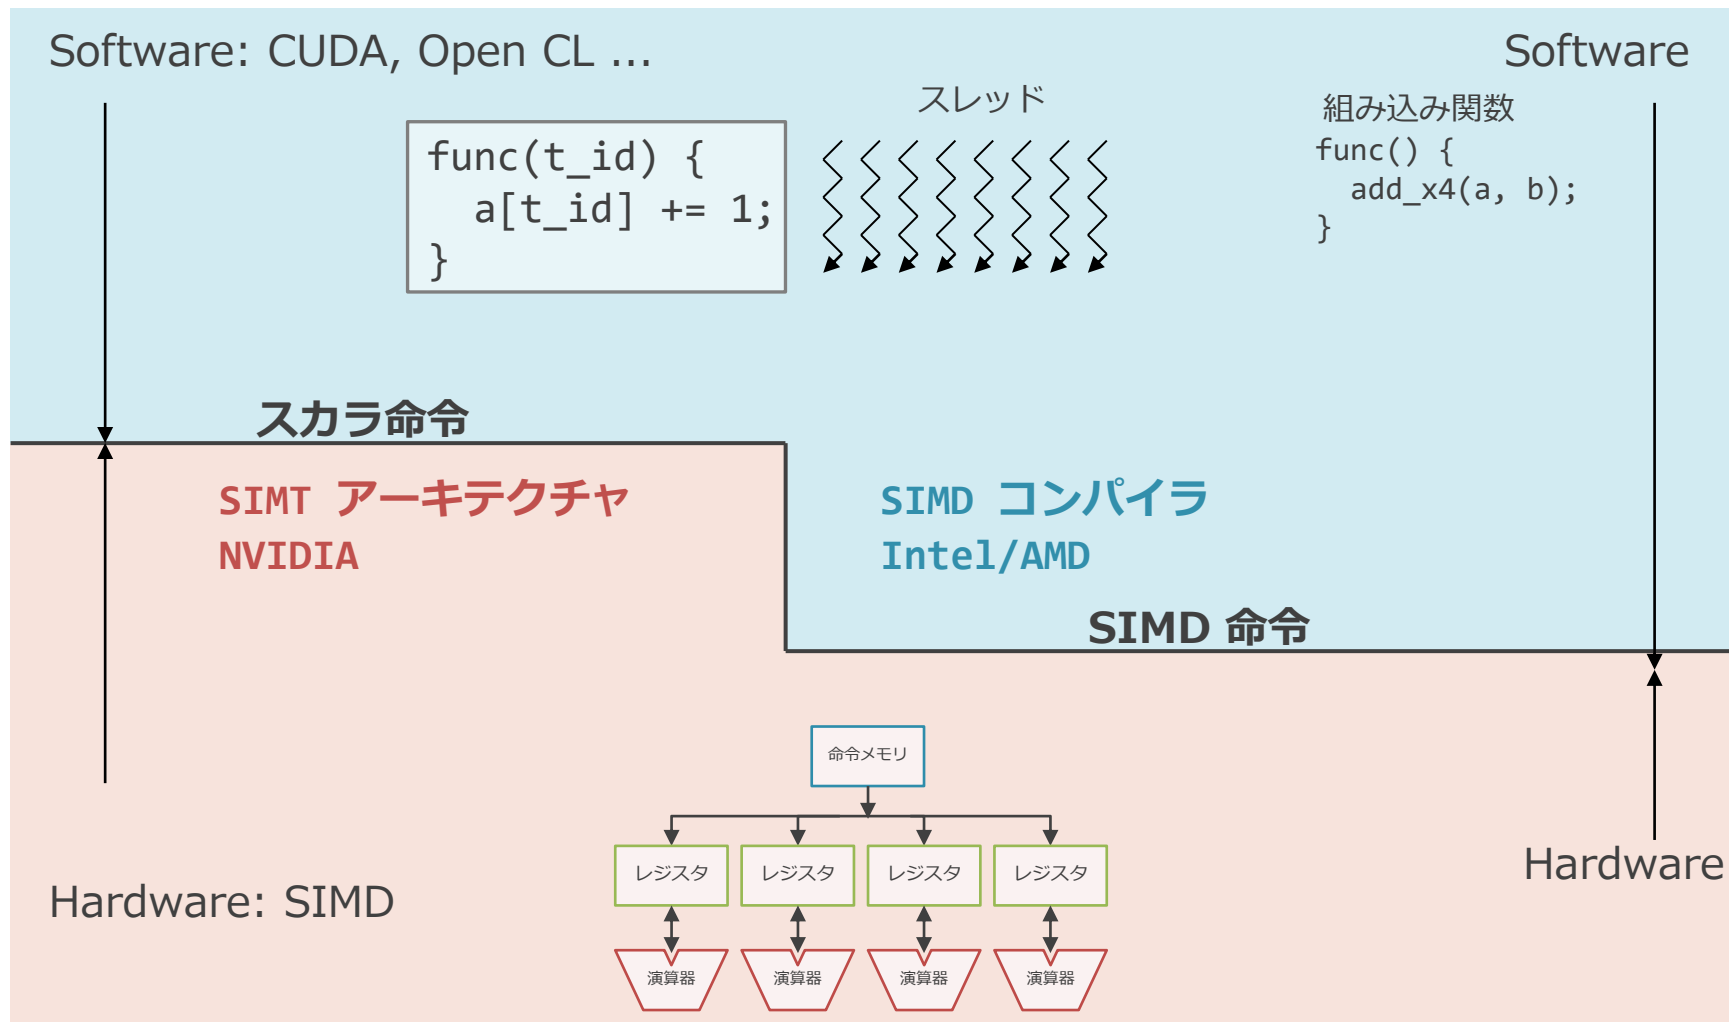 Software: CUDA, Open CL ...
Software
スレッド
組み込み関数
func(t_id) {
a[t_id] += 1;
}
func() {
add_x4(a, b);
}
スカラ命令
SIMT アーキテクチャ
NVIDIA
SIMD コンパイラ
Intel/AMD
SIMD 命令
命令メモリ
レジスタ レジスタ レジスタ レジスタ
Hardware
Hardware: SIMD
演算器 演算器 演算器 演算器